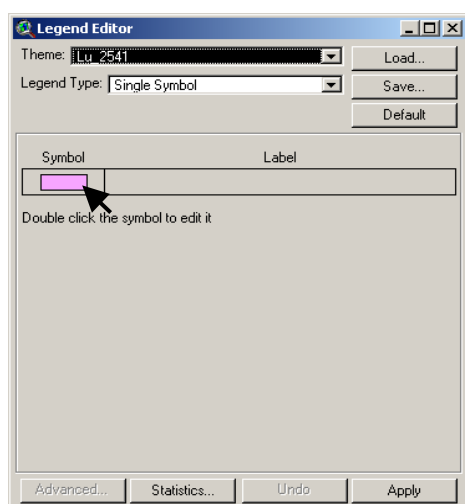 Legend Editor
Theme: Lu_2541 Load...
Legend Type: Single Symbol Save...
Default
Symbol Label
Double click the symbol to edit it
Advanced... Statistics... Undo Apply